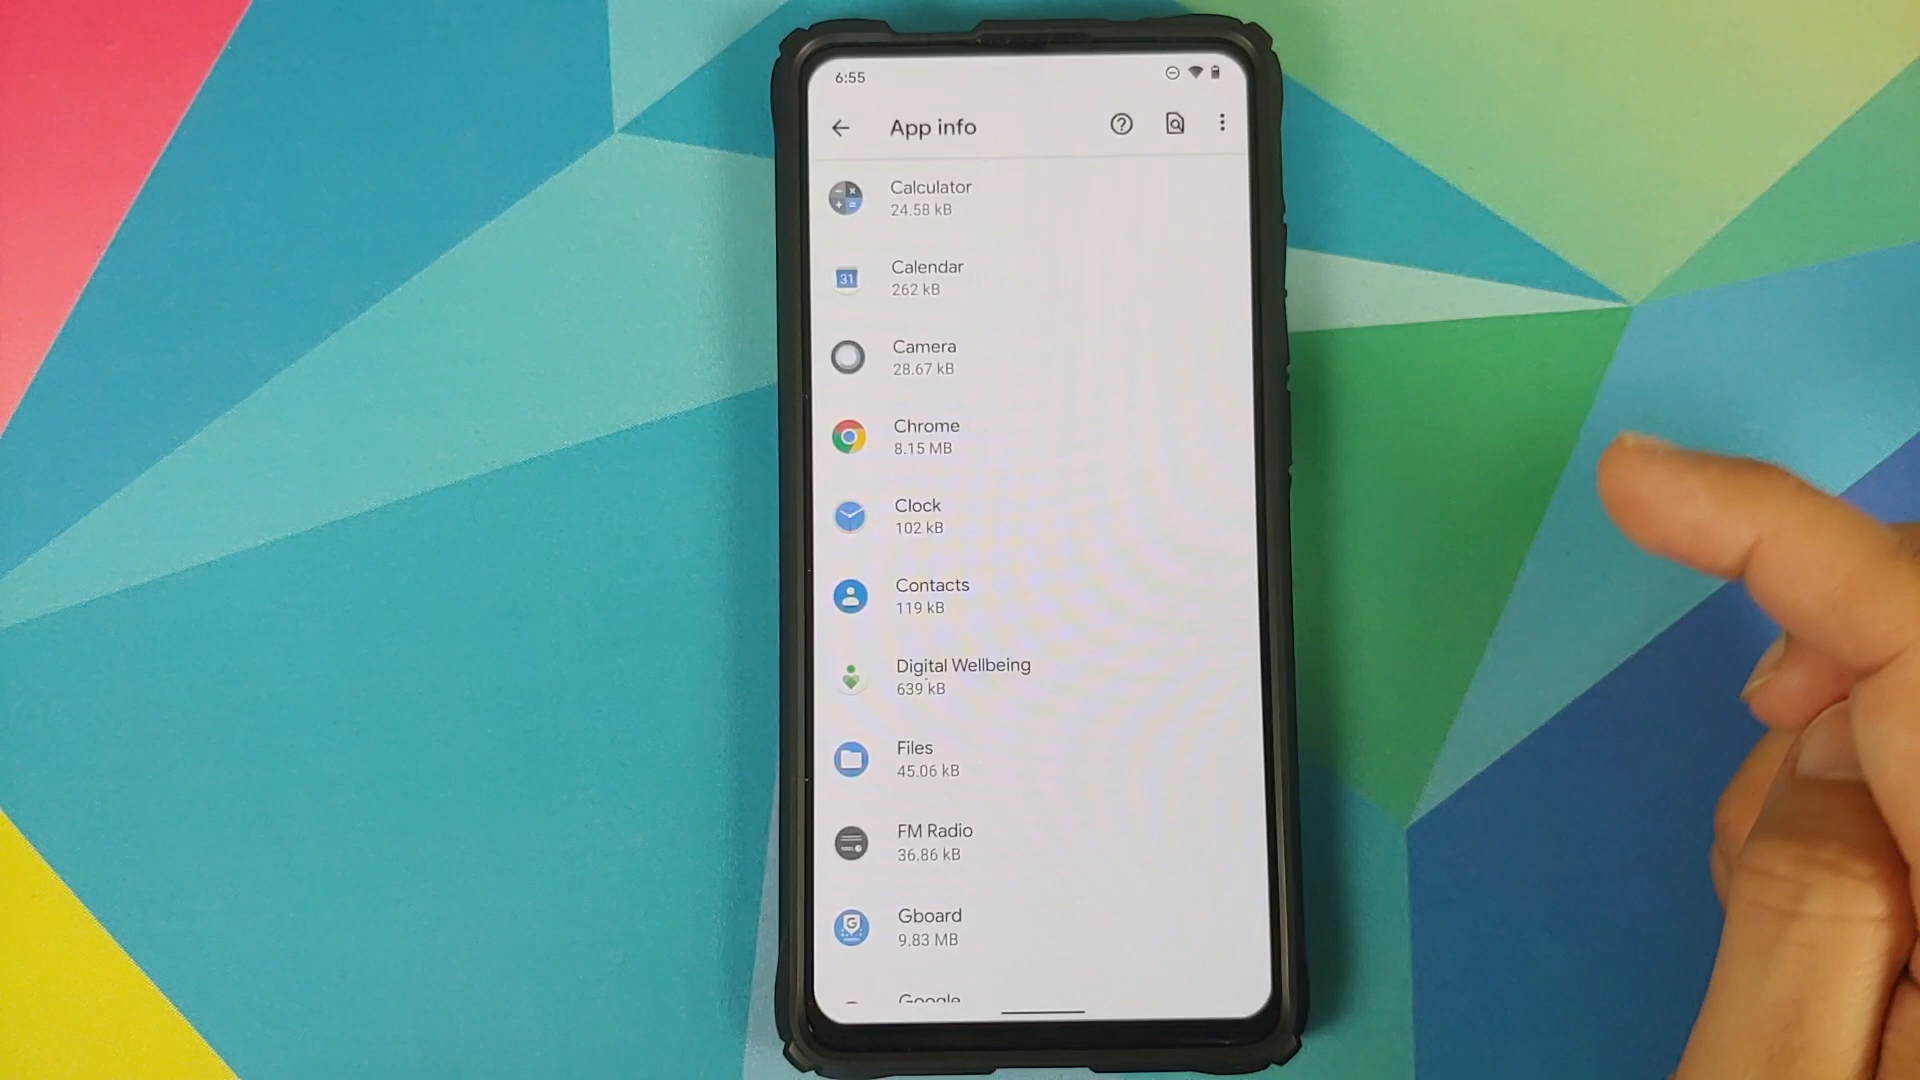 6:55
App info
Calculator
24.58 kB
31
Calendar
262 kB
Camera
28.67 kB
Chrome
8.15 MB
Clock
102 kB
Contacts
119 kB
Digital Wellbeing
639 kB
Files
45.06 kB
FM Radio
36.86 kB
G
Gboard
9.83 MB
Google